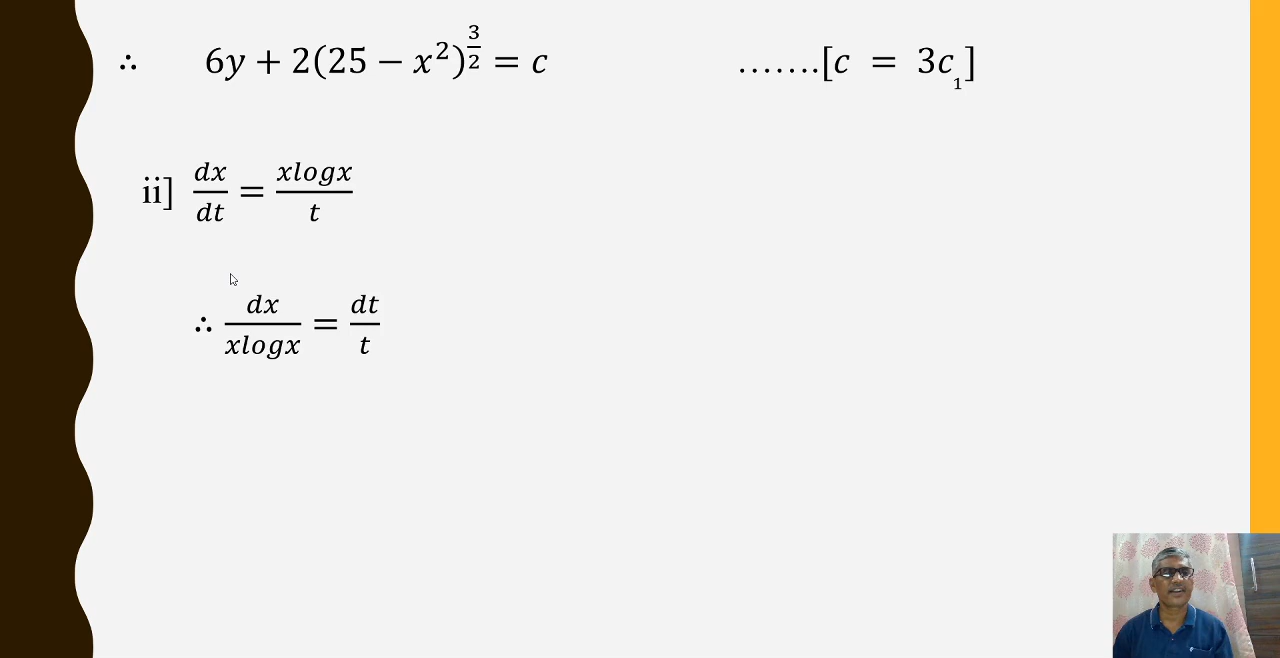 ∴ 6y + 2(25 − x²)^(3/2) = c .......[c = 3c₁]
ii] dx/dt = xlogx/t
∴ dx/xlogx = dt/t